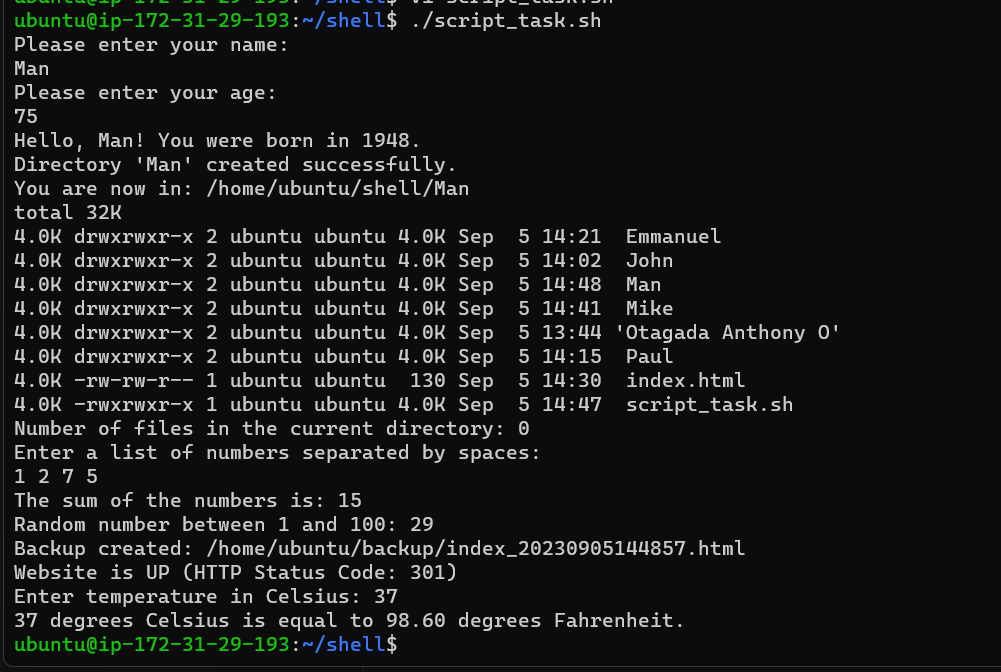 ubuntu@ip-172-31-29-193:~/shell$ vi script_task.sh
ubuntu@ip-172-31-29-193:~/shell$ ./script_task.sh
Please enter your name:
Man
Please enter your age:
75
Hello, Man! You were born in 1948.
Directory 'Man' created successfully.
You are now in: /home/ubuntu/shell/Man
total 32K
4.0K drwxrwxr-x 2 ubuntu ubuntu 4.0K Sep  5 14:21  Emmanuel
4.0K drwxrwxr-x 2 ubuntu ubuntu 4.0K Sep  5 14:02  John
4.0K drwxrwxr-x 2 ubuntu ubuntu 4.0K Sep  5 14:48  Man
4.0K drwxrwxr-x 2 ubuntu ubuntu 4.0K Sep  5 14:41  Mike
4.0K drwxrwxr-x 2 ubuntu ubuntu 4.0K Sep  5 13:44 'Otagada Anthony O'
4.0K drwxrwxr-x 2 ubuntu ubuntu 4.0K Sep  5 14:15  Paul
4.0K -rw-rw-r-- 1 ubuntu ubuntu  130 Sep  5 14:30  index.html
4.0K -rwxrwxr-x 1 ubuntu ubuntu 4.0K Sep  5 14:47  script_task.sh
Number of files in the current directory: 0
Enter a list of numbers separated by spaces:
1 2 7 5
The sum of the numbers is: 15
Random number between 1 and 100: 29
Backup created: /home/ubuntu/backup/index_20230905144857.html
Website is UP (HTTP Status Code: 301)
Enter temperature in Celsius: 37
37 degrees Celsius is equal to 98.60 degrees Fahrenheit.
ubuntu@ip-172-31-29-193:~/shell$